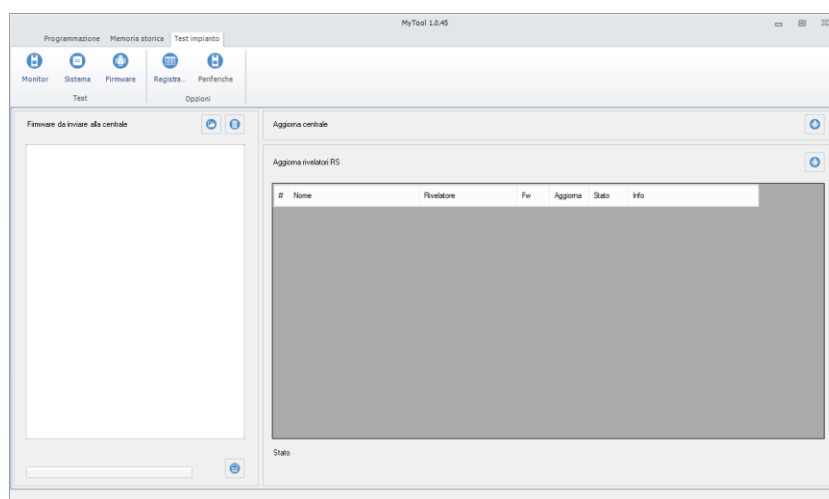 MyTool 1.0.45
Programmazione Memoria storica Test impianto
Monitor Sistema Firmware Registra... Periferiche
Test Opzioni
Firmware da inviare alla centrale
Aggiorna centrale
Aggiorna rivelatori RS
# Nome Rivelatore Fw Aggiorna Stato Info
Stato